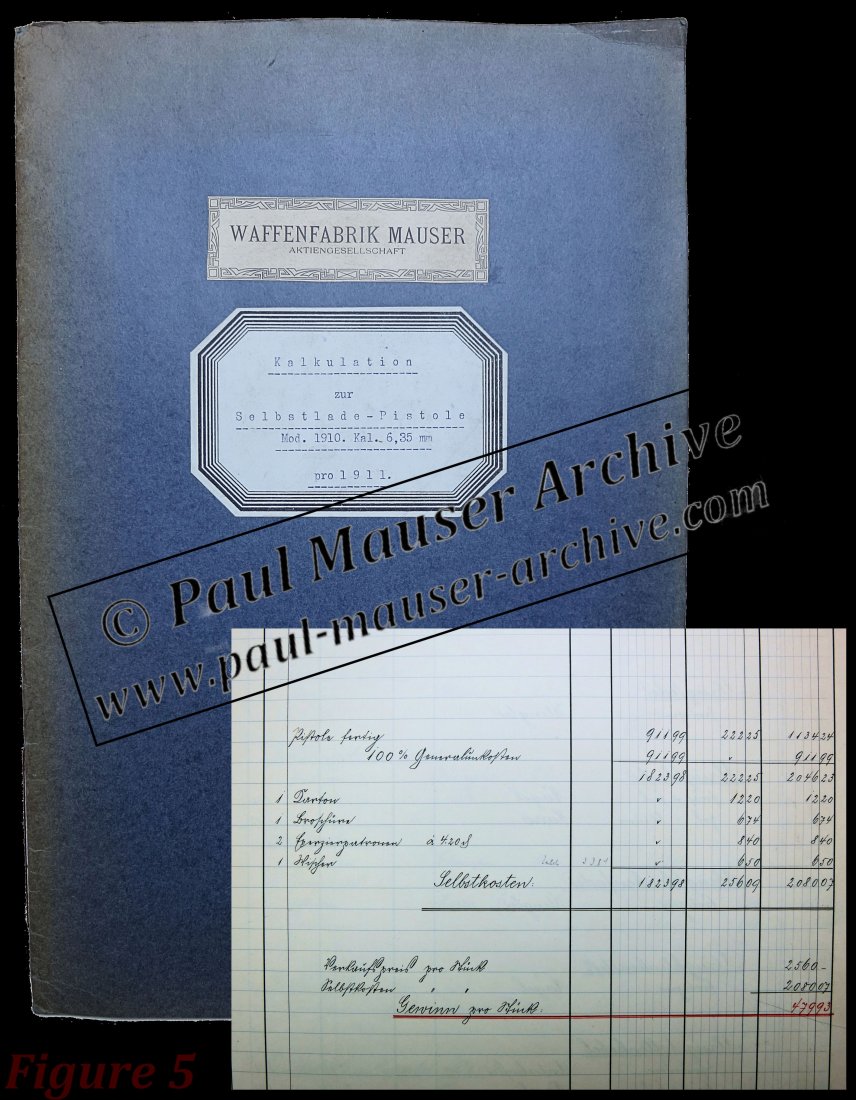 WAFFENFABRIK MAUSER
AKTIENGESELLSCHAFT
Kalkulation
zur
Selbstlade-Pistole
Mod. 1910. Kal. 6,35 mm
pro 1911.
© Paul Mauser Archive
www.paul-mauser-archive.com
Pistole fertig 91199 22225 113424
100% Generalunkosten 91199 " 91199
182398 22225 204623
1 Karton " 1220 1220
1 Broschüre " 674 674
2 Exerzierpatronen à 4.20 " 840 840
1 Wischer " 650 650
Selbstkosten: 182398 25609 208007
Verkaufspreis pro Stück 2560.-
Selbstkosten " " 208007
Gewinn pro Stück: 47993
Figure 5